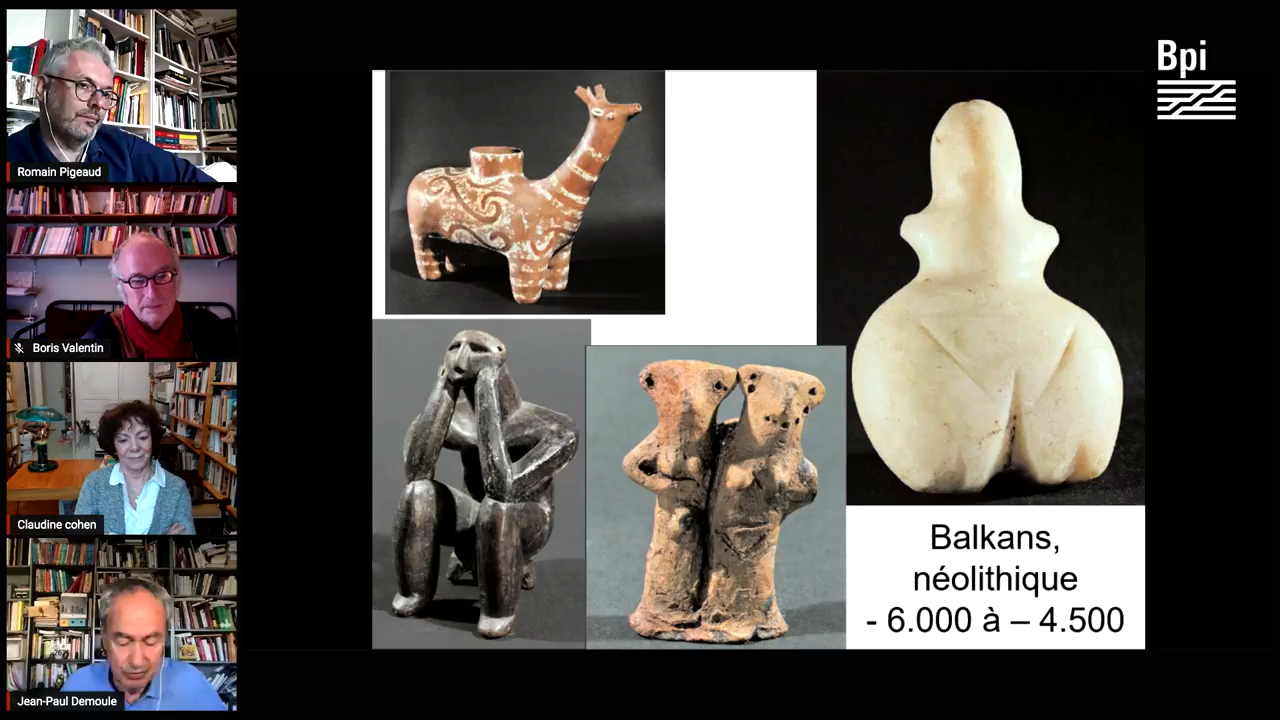 Bpi
Romain Pigeaud
Boris Valentin
Claudine cohen
Jean-Paul Demoule
Balkans,
néolithique
- 6.000 à – 4.500